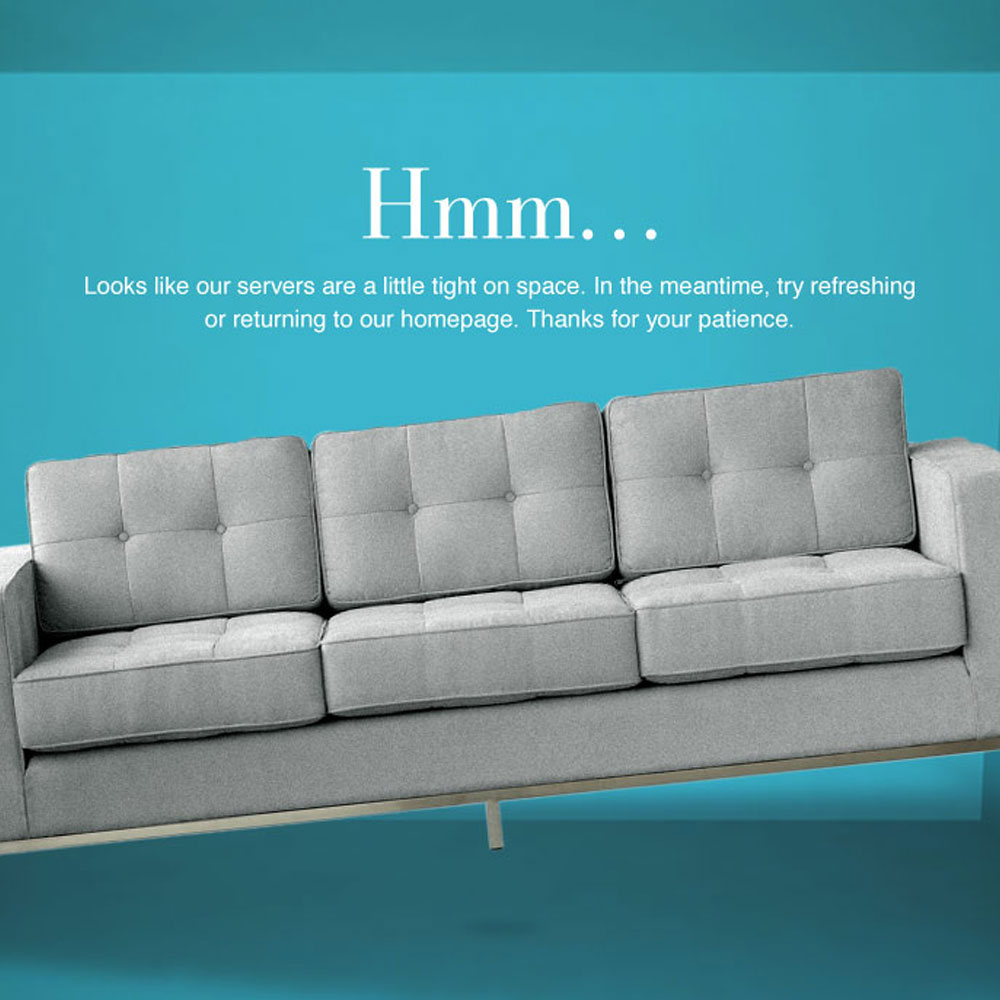 Hmm...
Looks like our servers are a little tight on space. In the meantime, try refreshing
or returning to our homepage. Thanks for your patience.